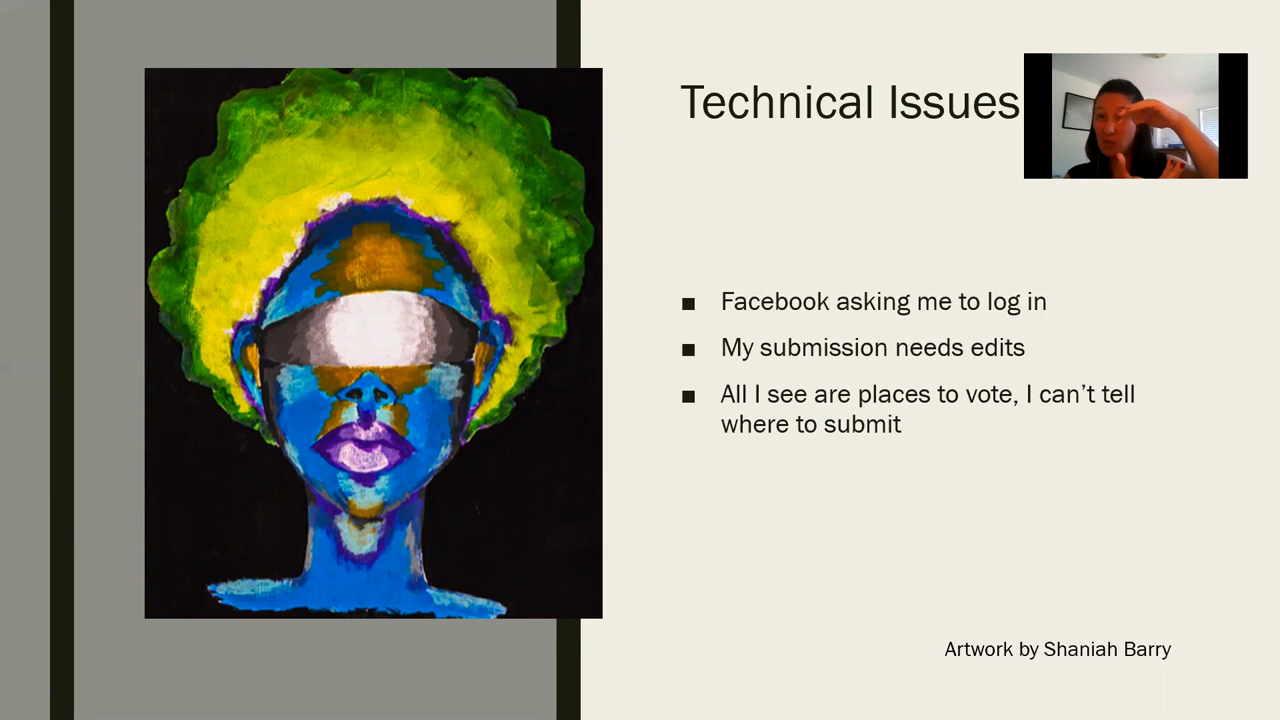 Technical Issues
■ Facebook asking me to log in
■ My submission needs edits
■ All I see are places to vote, I can’t tell
where to submit
Artwork by Shaniah Barry